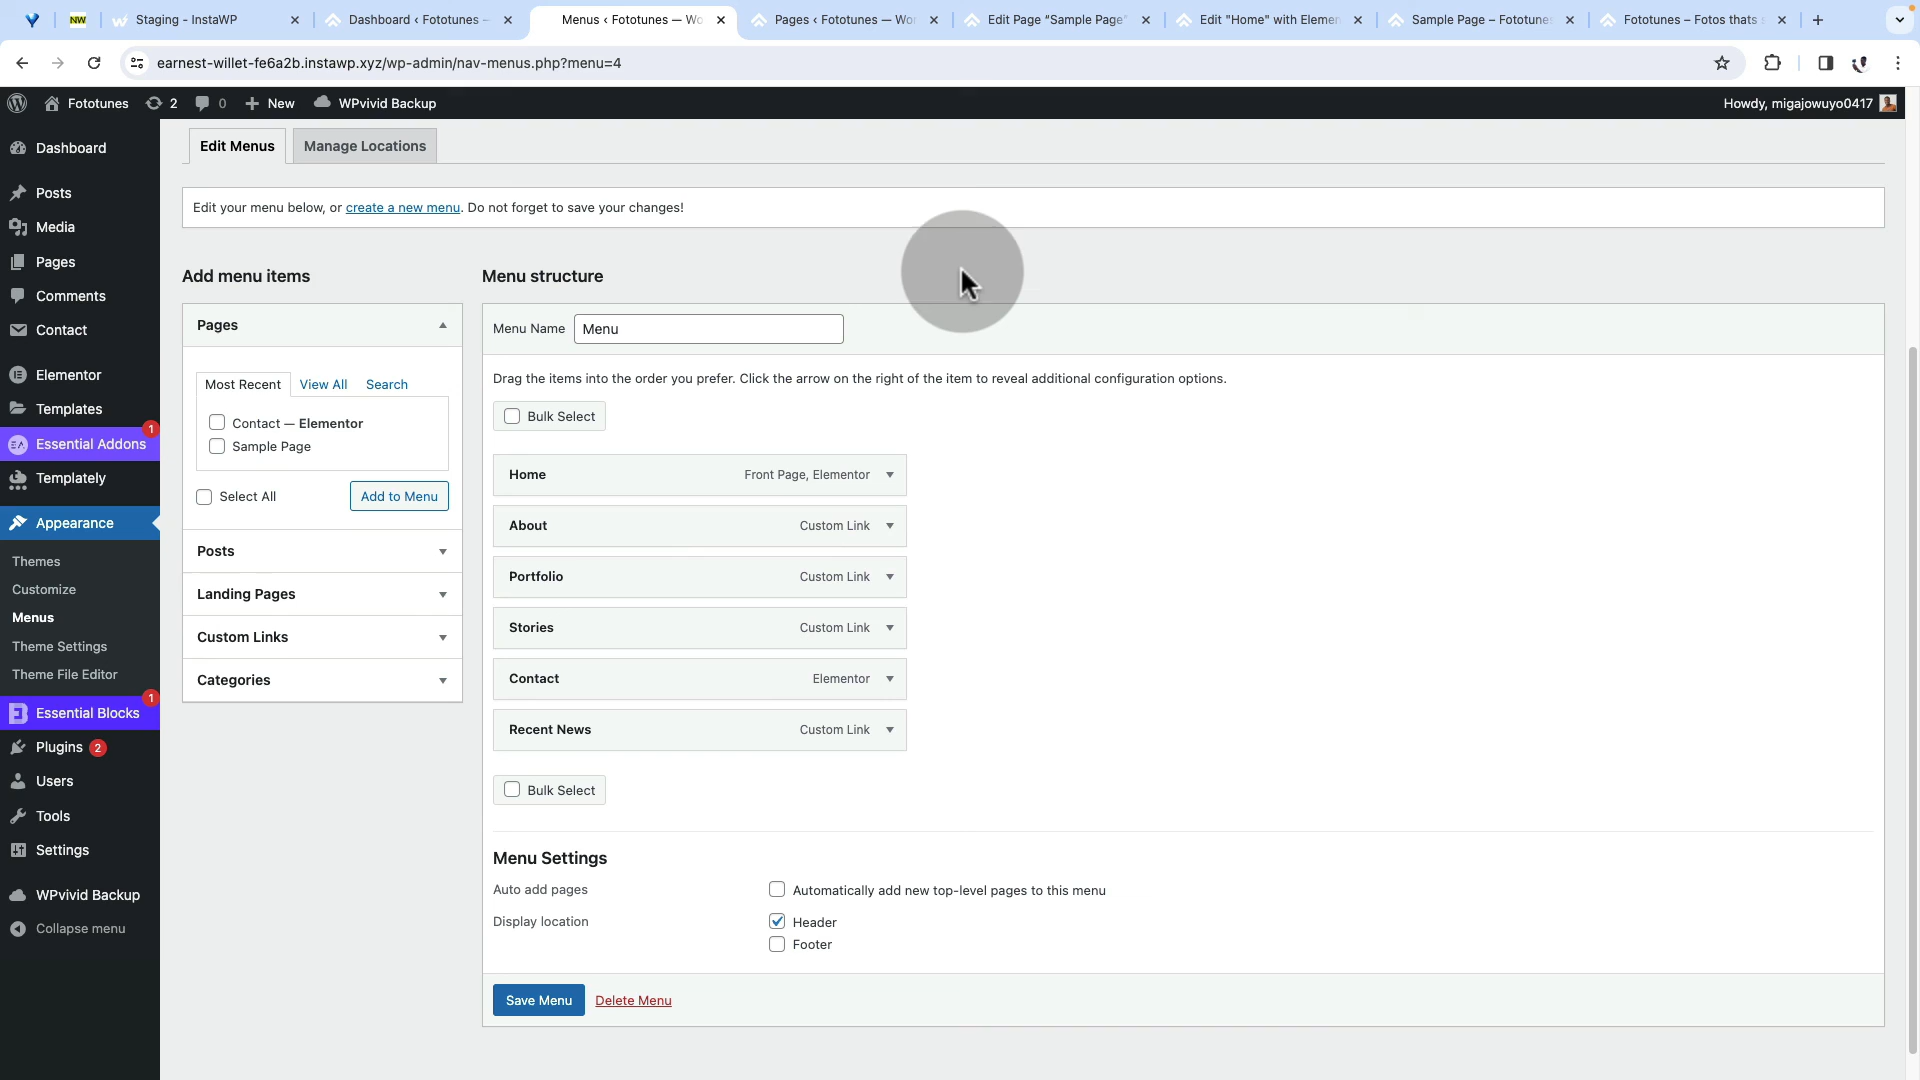 NW
Staging - InstaWP
Dashboard ‹ Fototunes —
Menus ‹ Fototunes — Wo
Pages ‹ Fototunes — Wor
Edit Page "Sample Page"
Edit "Home" with Elemen
Sample Page – Fototune
Fototunes – Fotos thats
earnest-willet-fe6a2b.instawp.xyz/wp-admin/nav-menus.php?menu=4
Fototunes
2
0
New
WPvivid Backup
Howdy, migajowuyo0417
Dashboard
Posts
Media
Pages
Comments
Contact
Elementor
Templates
EA
Essential Addons
1
Templately
Appearance
Themes
Customize
Menus
Theme Settings
Theme File Editor
Essential Blocks
1
Plugins 2
Users
Tools
Settings
WPvivid Backup
Collapse menu
Edit Menus
Manage Locations
Edit your menu below, or create a new menu. Do not forget to save your changes!
Add menu items
Pages
Most Recent
View All
Search
Contact — Elementor
Sample Page
Select All
Add to Menu
Posts
Landing Pages
Custom Links
Categories
Menu structure
Menu Name
Menu
Drag the items into the order you prefer. Click the arrow on the right of the item to reveal additional configuration options.
Bulk Select
Home
Front Page, Elementor
About
Custom Link
Portfolio
Custom Link
Stories
Custom Link
Contact
Elementor
Recent News
Custom Link
Bulk Select
Menu Settings
Auto add pages
Automatically add new top-level pages to this menu
Display location
Header
Footer
Save Menu
Delete Menu